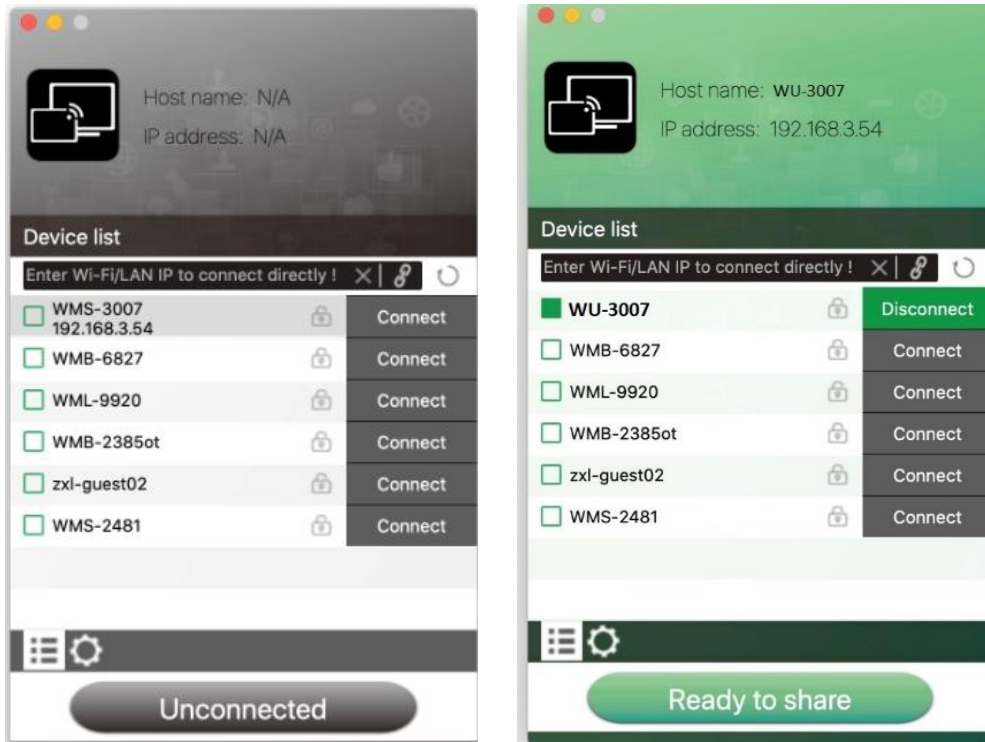 Host name: N/A
IP address: N/A
Device list
Enter Wi-Fi/LAN IP to connect directly !
WMS-3007
192.168.3.54
Connect
WMB-6827
Connect
WML-9920
Connect
WMB-2385ot
Connect
zxl-guest02
Connect
WMS-2481
Connect
Unconnected
Host name: WU-3007
IP address: 192.168.3.54
Device list
Enter Wi-Fi/LAN IP to connect directly !
WU-3007
Disconnect
WMB-6827
Connect
WML-9920
Connect
WMB-2385ot
Connect
zxl-guest02
Connect
WMS-2481
Connect
Ready to share